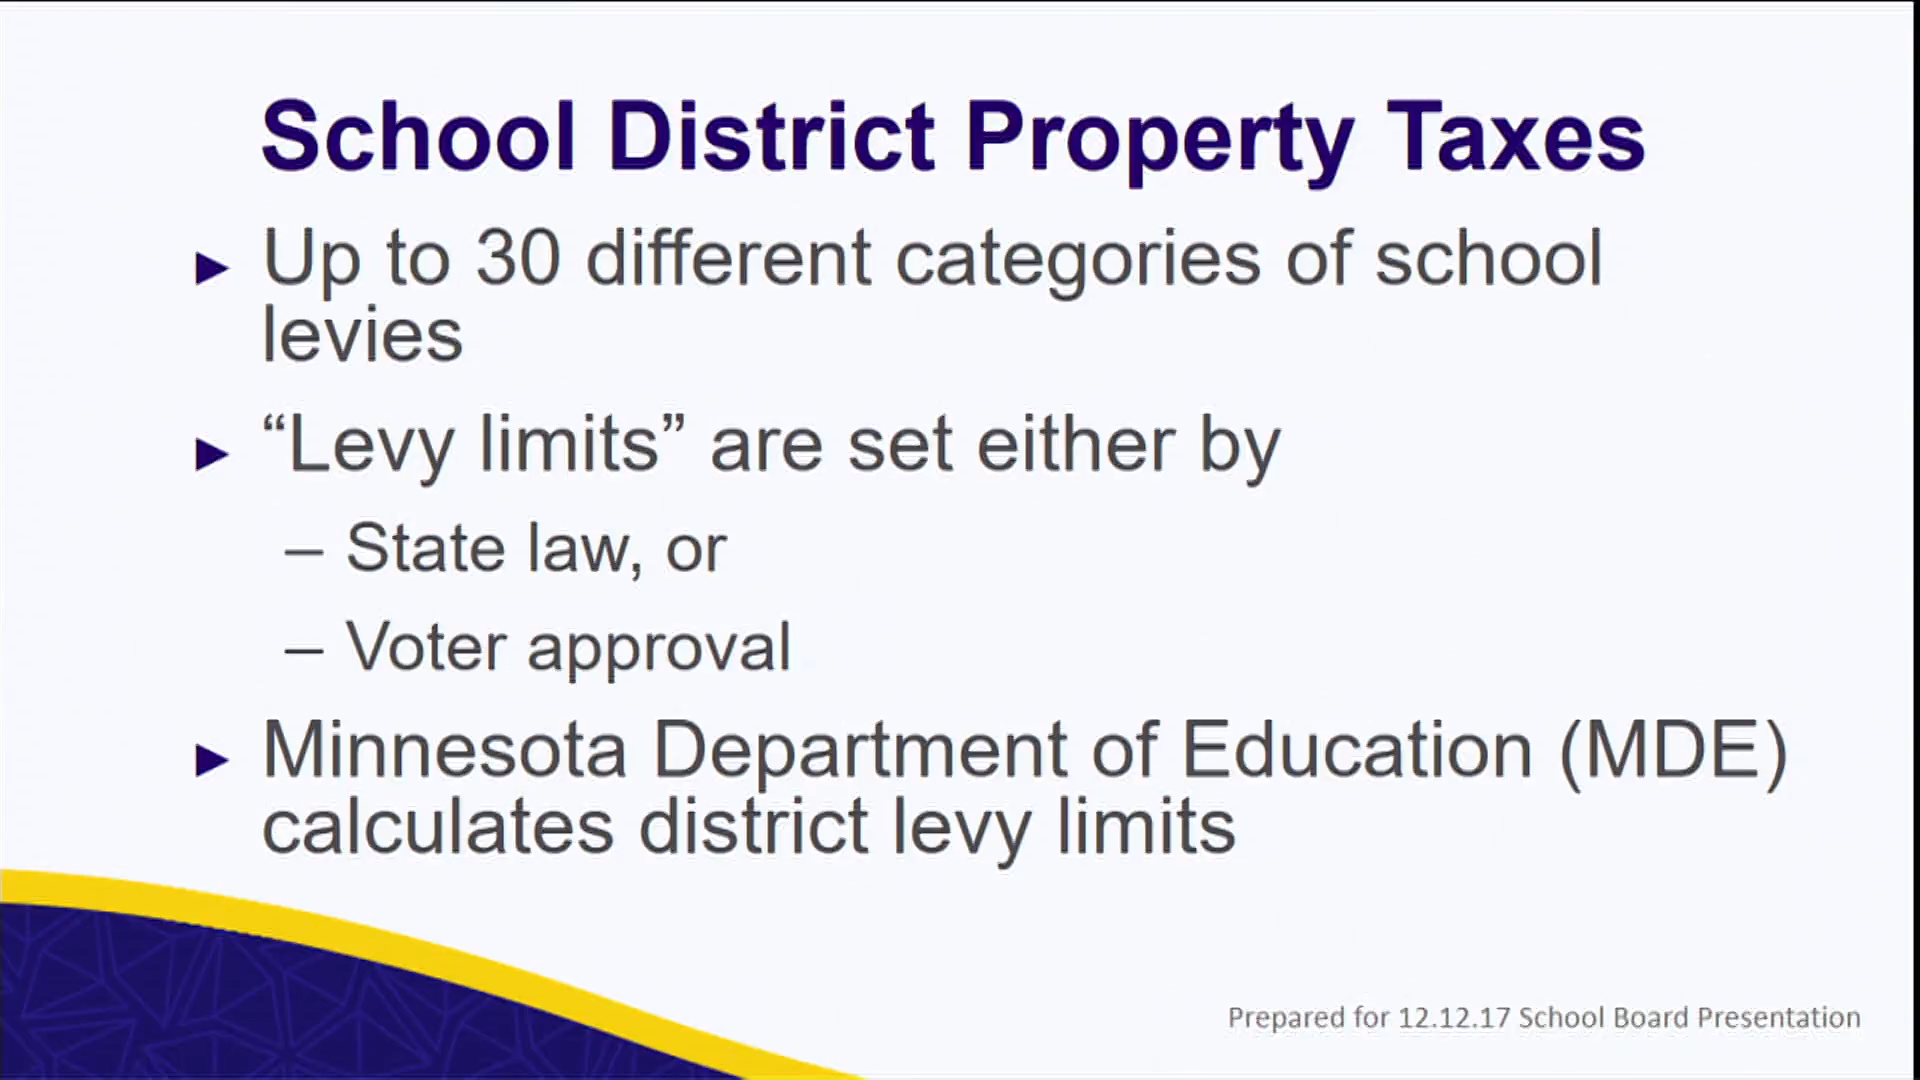 School District Property Taxes
► Up to 30 different categories of school
levies
► “Levy limits” are set either by
– State law, or
– Voter approval
► Minnesota Department of Education (MDE)
calculates district levy limits
Prepared for 12.12.17 School Board Presentation